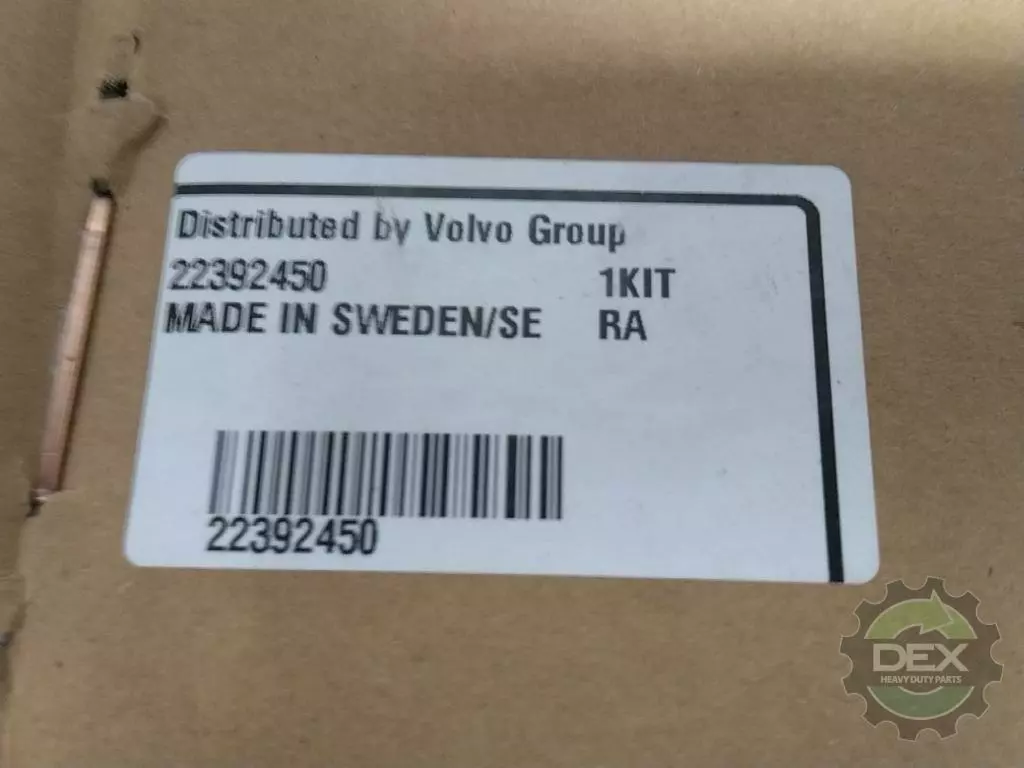 Distributed by Volvo Group
22392450 1KIT
MADE IN SWEDEN/SE RA
22392450
DEX
HEAVY DUTY PARTS